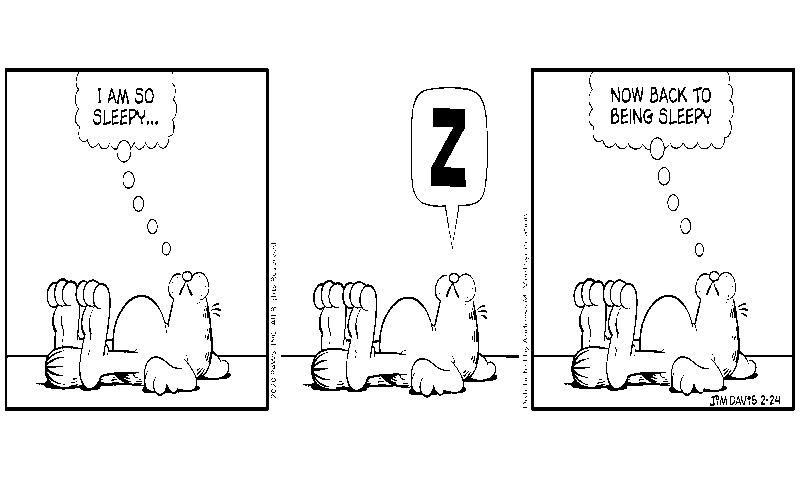 I AM SO
SLEEPY...
Z
NOW BACK TO
BEING SLEEPY
JIM DAVIS 2-24